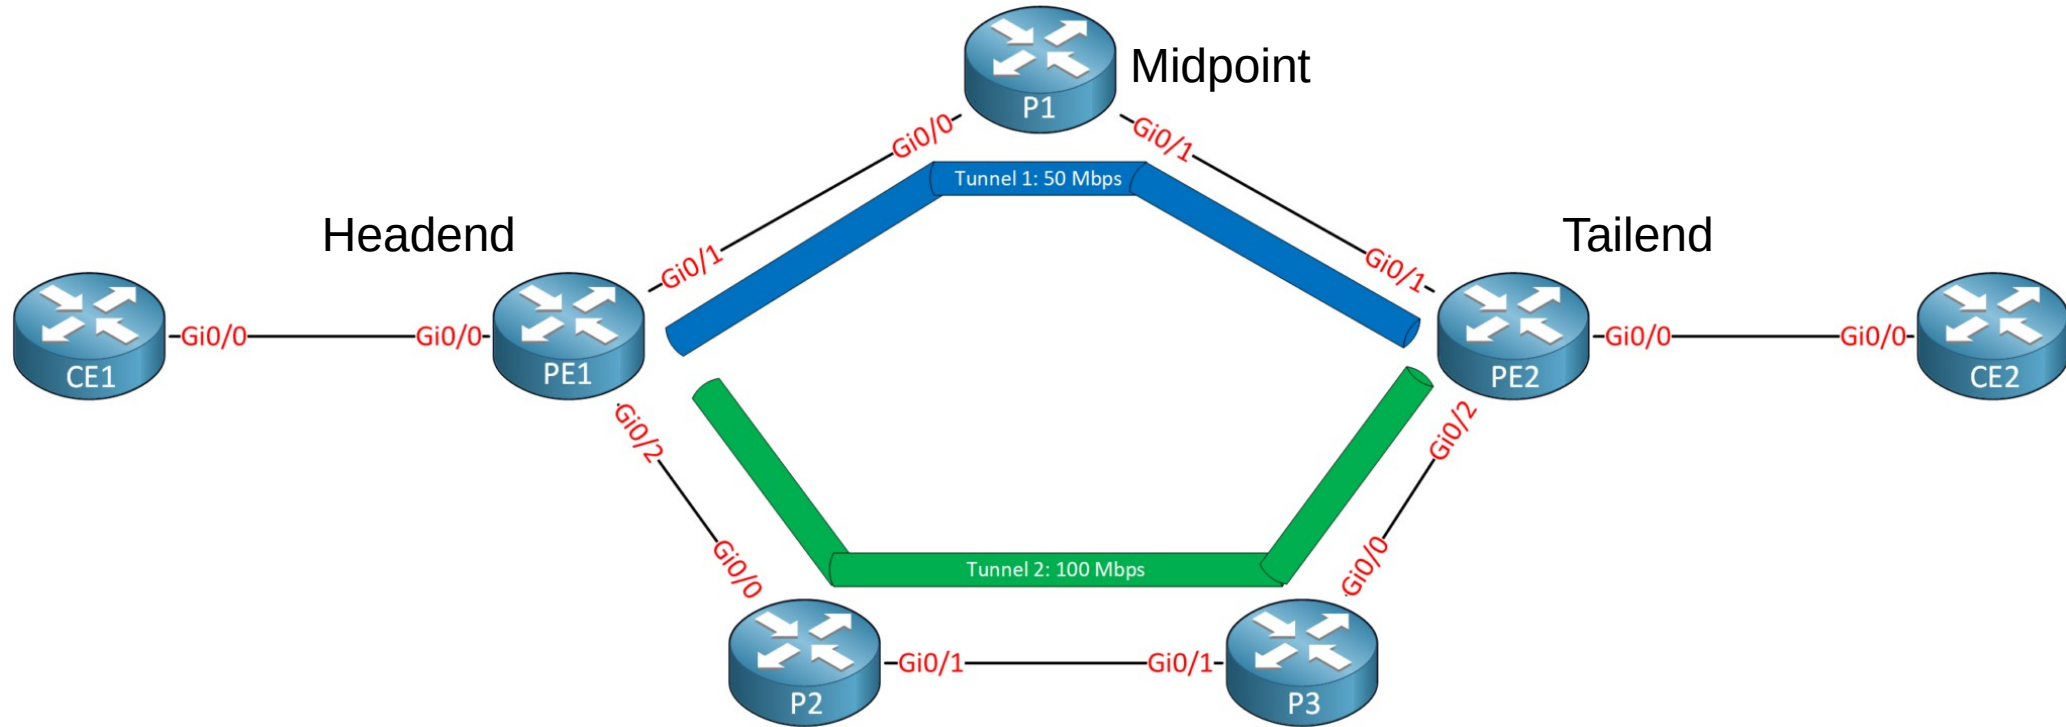 Midpoint
P1
Gi0/0
Gi0/1
Tunnel 1: 50 Mbps
Headend
Tailend
Gi0/1
Gi0/1
CE1
Gi0/0
Gi0/0
PE1
PE2
Gi0/0
Gi0/0
CE2
Gi0/2
Gi0/2
Gi0/0
Gi0/0
Tunnel 2: 100 Mbps
P2
Gi0/1
Gi0/1
P3